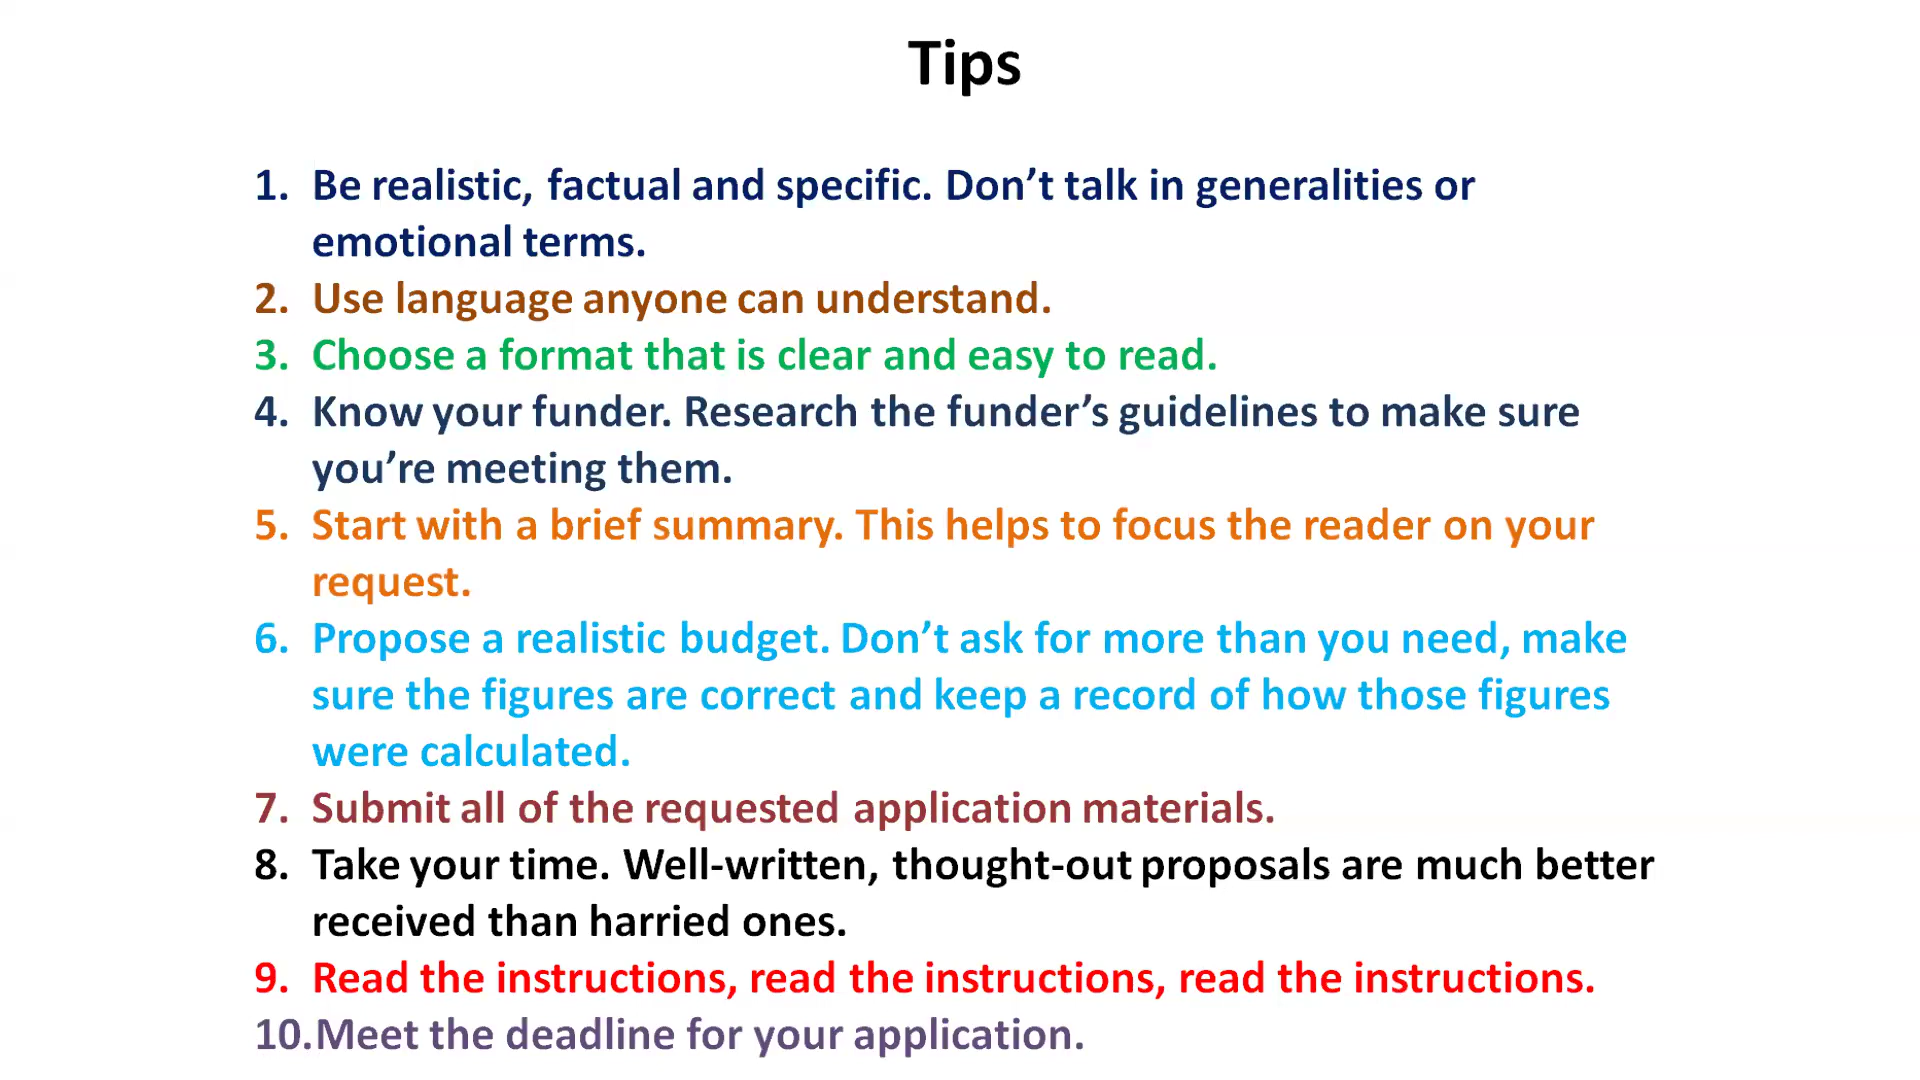 Tips
1. Be realistic, factual and specific. Don’t talk in generalities or
emotional terms.
2. Use language anyone can understand.
3. Choose a format that is clear and easy to read.
4. Know your funder. Research the funder’s guidelines to make sure
you’re meeting them.
5. Start with a brief summary. This helps to focus the reader on your
request.
6. Propose a realistic budget. Don’t ask for more than you need, make
sure the figures are correct and keep a record of how those figures
were calculated.
7. Submit all of the requested application materials.
8. Take your time. Well-written, thought-out proposals are much better
received than harried ones.
9. Read the instructions, read the instructions, read the instructions.
10.Meet the deadline for your application.